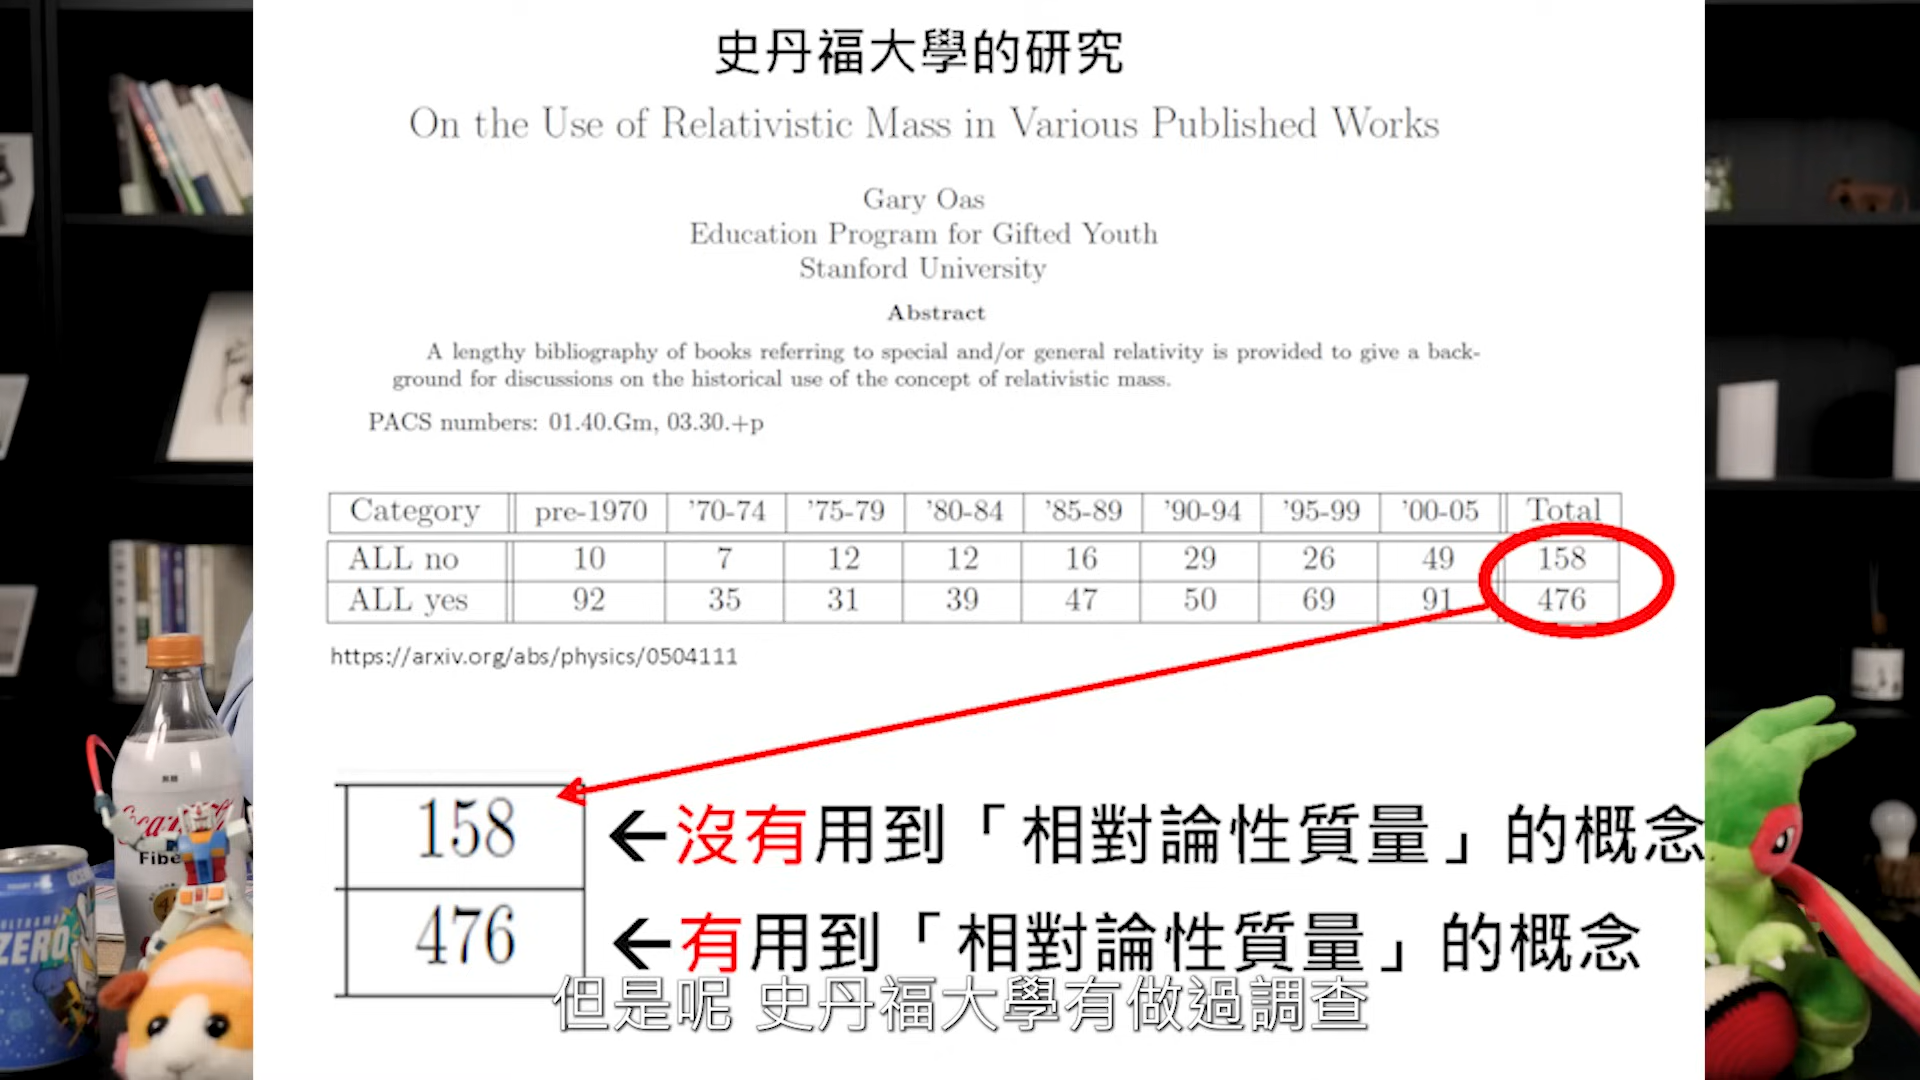 史丹福大學的研究
On the Use of Relativistic Mass in Various Published Works
Gary Oas
Education Program for Gifted Youth
Stanford University
Abstract
A lengthy bibliography of books referring to special and/or general relativity is provided to give a back-
ground for discussions on the historical use of the concept of relativistic mass.
PACS numbers: 01.40.Gm, 03.30.+p
Category pre-1970 '70-74 '75-79 '80-84 '85-89 '90-94 '95-99 '00-05 Total
ALL no 10 7 12 12 16 29 26 49 158
ALL yes 92 35 31 39 47 50 69 91 476
https://arxiv.org/abs/physics/0504111
158 ←沒有用到「相對論性質量」的概念
476 ←有用到「相對論性質量」的概念
但是呢 史丹福大學有做過調查
Coca-Cola
Fibe
ULTRAMAN
ZERO